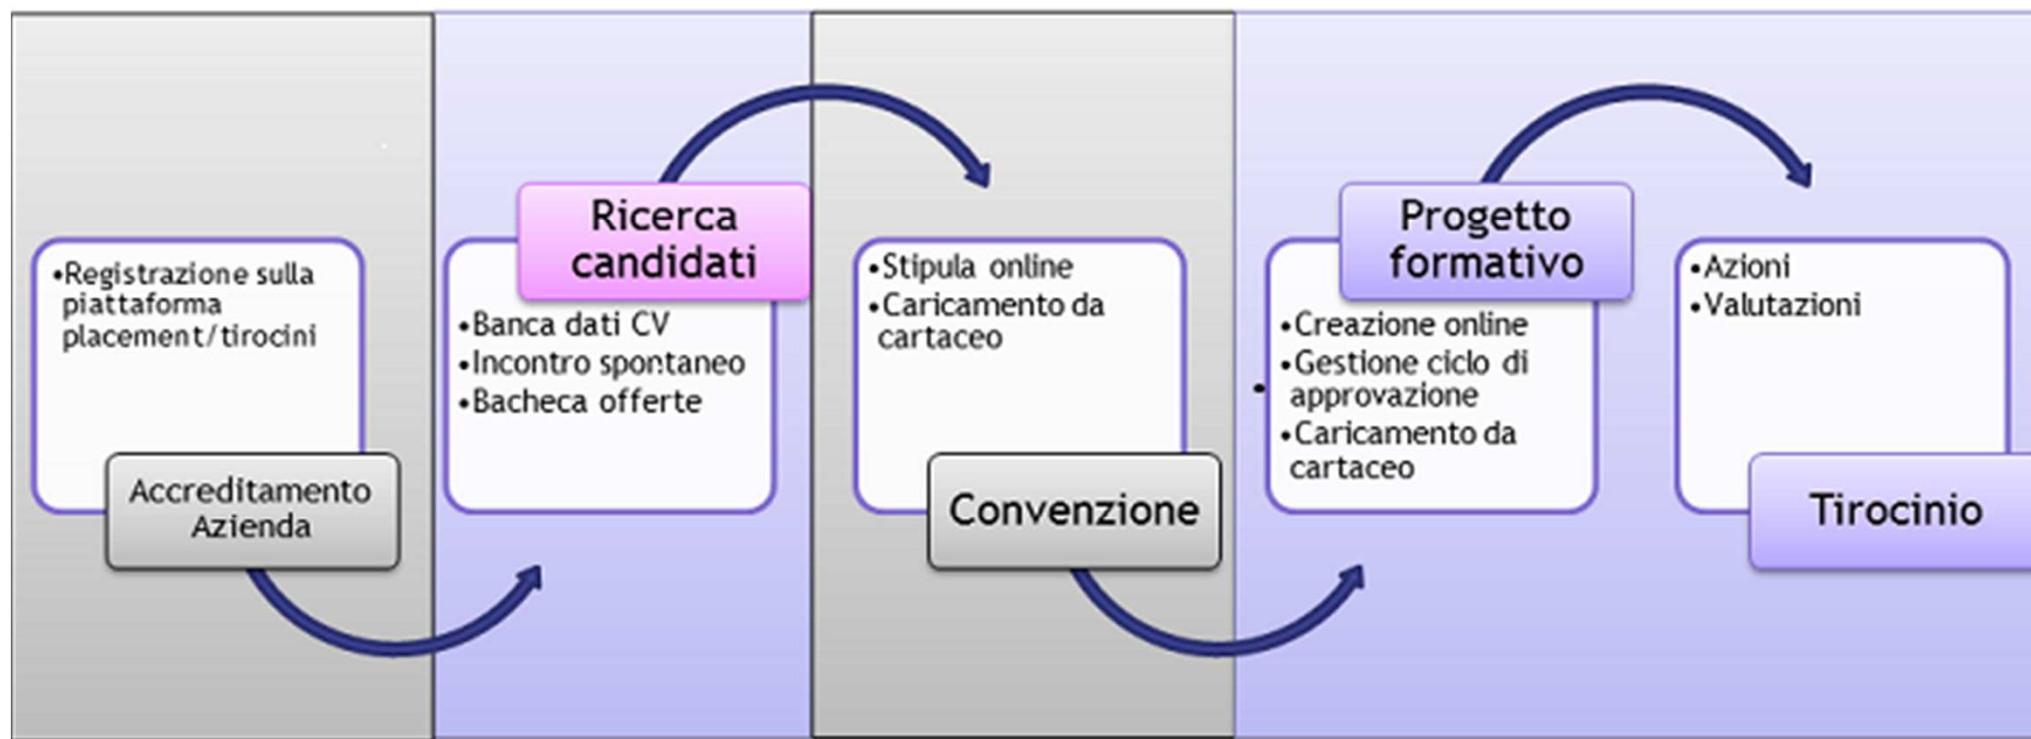 •Registrazione sulla
piattaforma
placement/tirocini
Accreditamento
Azienda
Ricerca
candidati
•Banca dati CV
•Incontro spontaneo
•Bacheca offerte
•Stipula online
•Caricamento da
cartaceo
Convenzione
Progetto
formativo
•Creazione online
•Gestione ciclo di
approvazione
•Caricamento da
cartaceo
•
•Azioni
•Valutazioni
Tirocinio